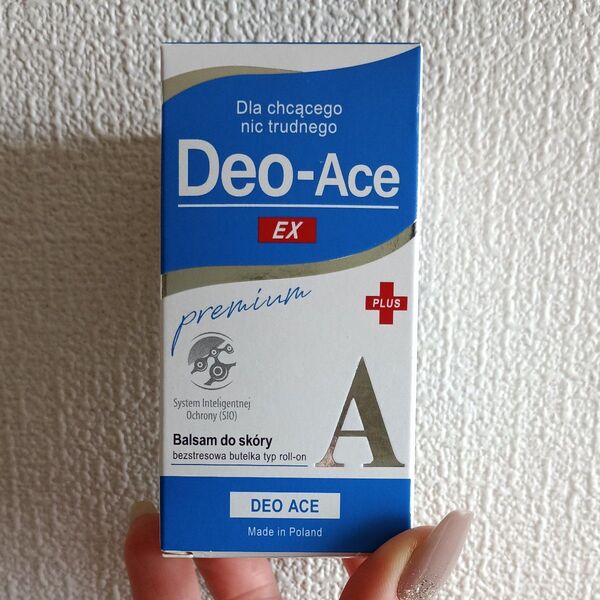 Dla chcącego
nic trudnego
Deo-Ace
EX
premium
PLUS
System Inteligentnej
Ochrony (SIO)
A
Balsam do skóry
bezstresowa butelka typ roll-on
DEO ACE
Made in Poland